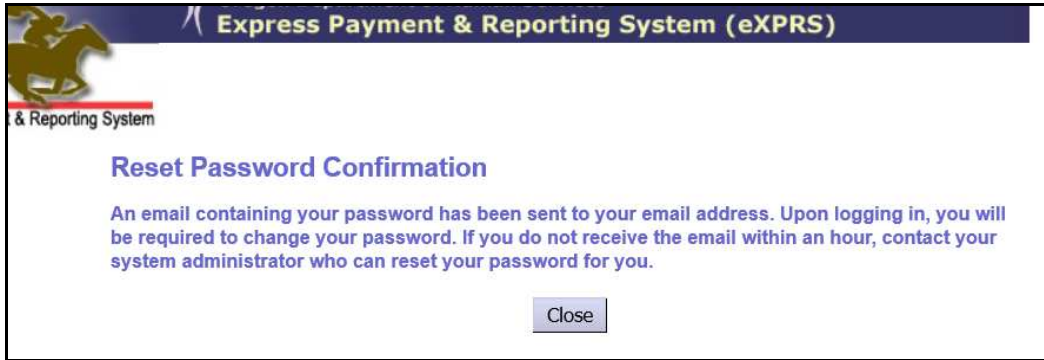 Express Payment & Reporting System (eXPRS)
& Reporting System
Reset Password Confirmation
An email containing your password has been sent to your email address. Upon logging in, you will
be required to change your password. If you do not receive the email within an hour, contact your
system administrator who can reset your password for you.
Close